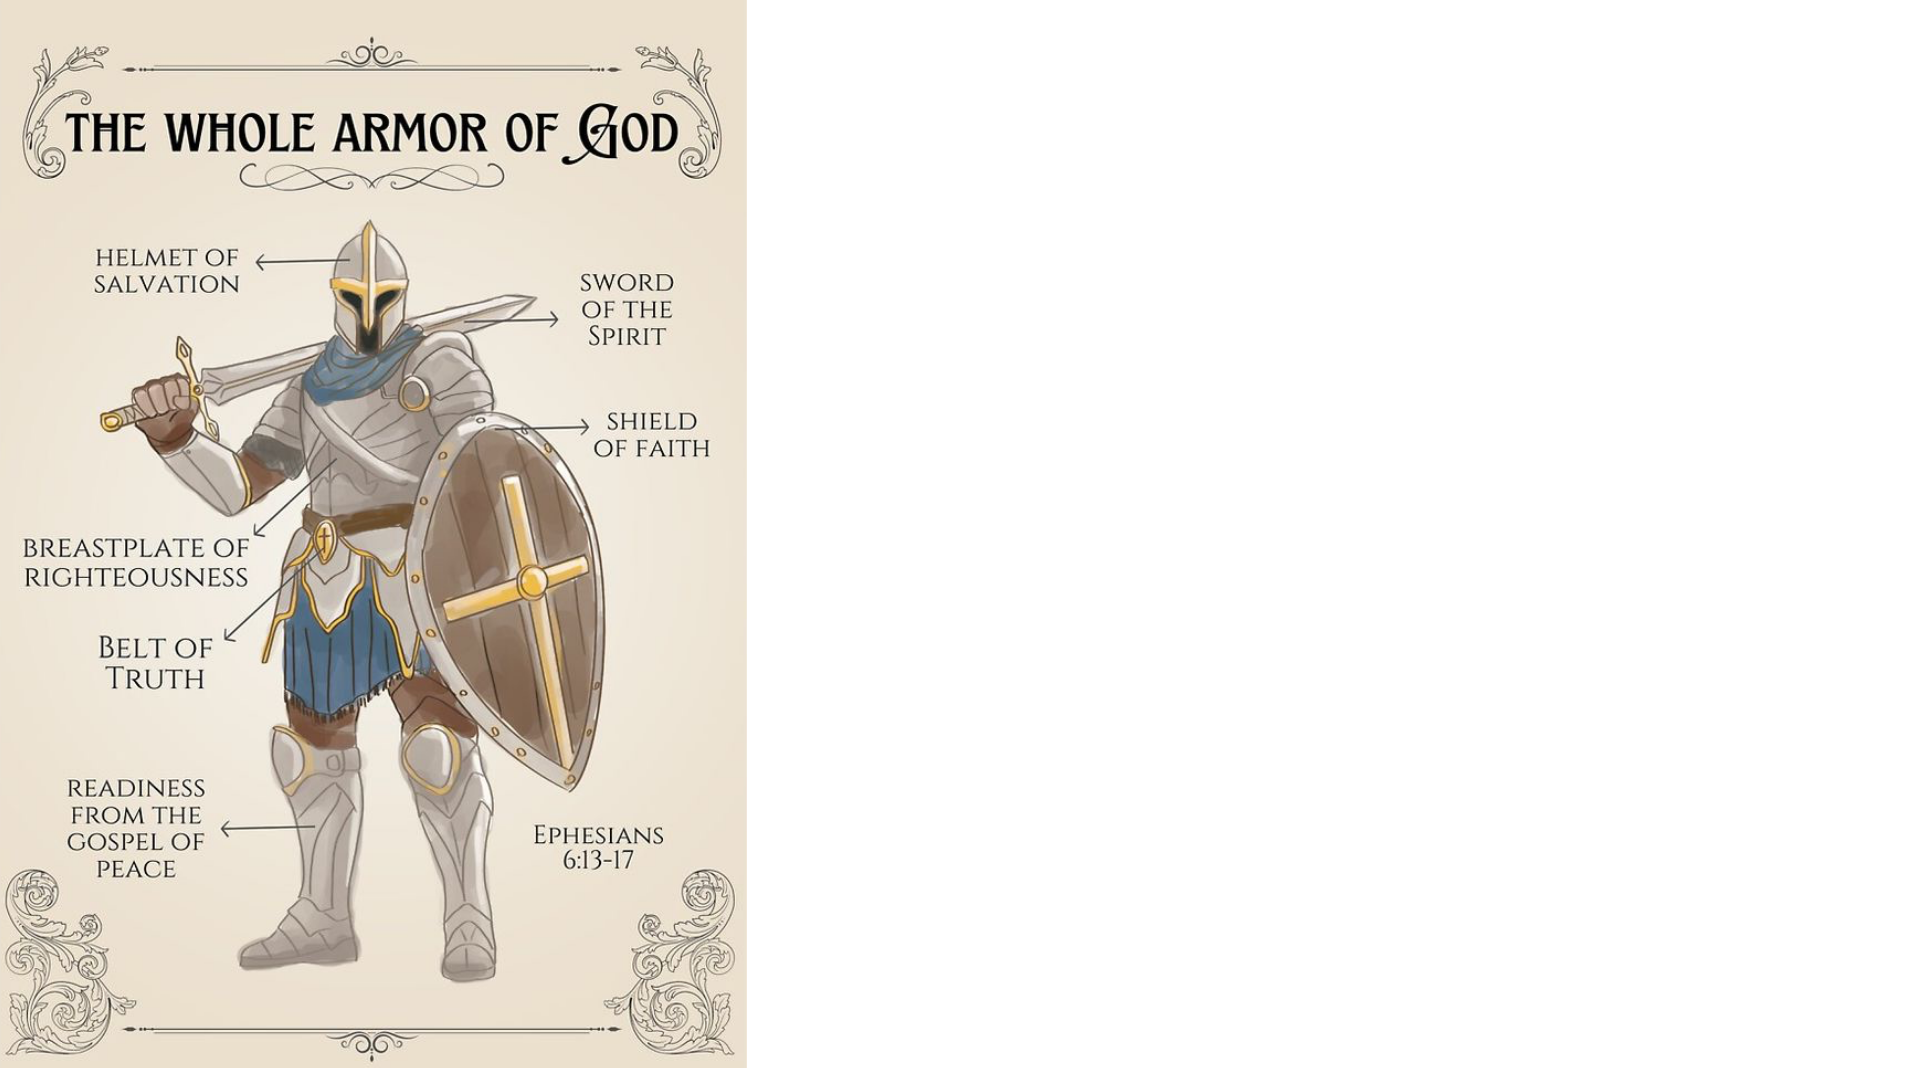 THE WHOLE ARMOR OF GOD
HELMET OF
SALVATION
SWORD
OF THE
SPIRIT
SHIELD
OF FAITH
BREASTPLATE OF
RIGHTEOUSNESS
BELT OF
TRUTH
READINESS
FROM THE
GOSPEL OF
PEACE
EPHESIANS
6:13-17